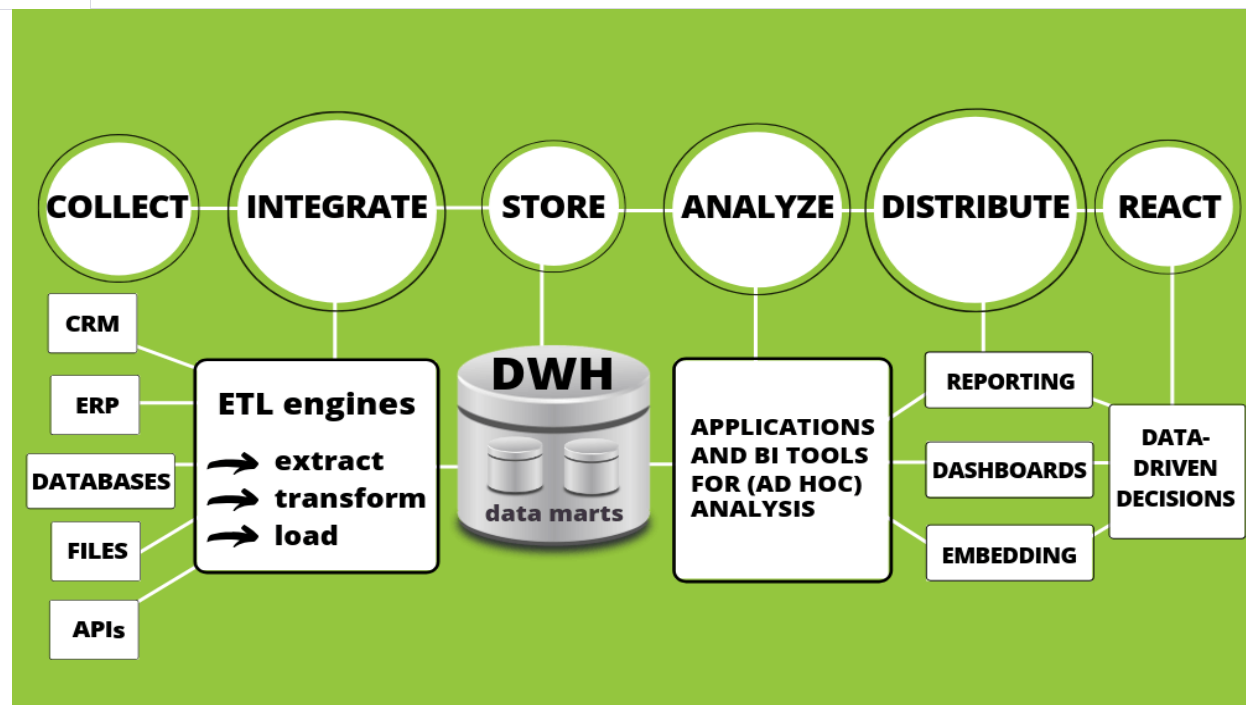 COLLECT
INTEGRATE
STORE
ANALYZE
DISTRIBUTE
REACT
CRM
ERP
DATABASES
FILES
APIs
ETL engines
extract
transform
load
DWH
data marts
APPLICATIONS
AND BI TOOLS
FOR (AD HOC)
ANALYSIS
REPORTING
DASHBOARDS
EMBEDDING
DATA-
DRIVEN
DECISIONS